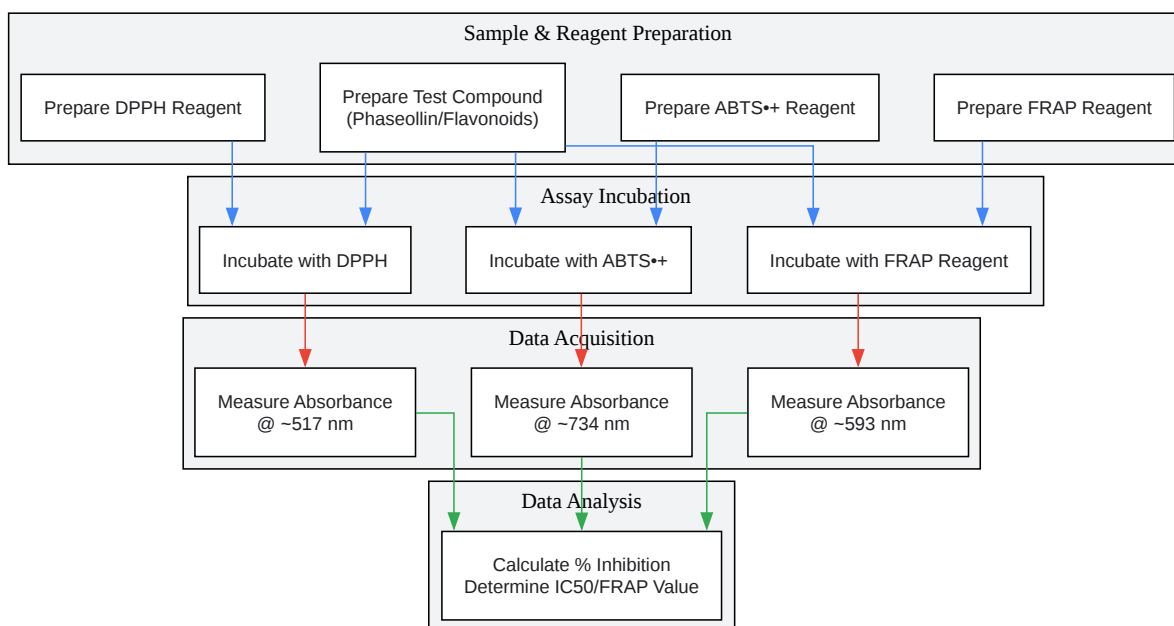 Sample & Reagent Preparation
Prepare DPPH Reagent
Prepare Test Compound
(Phaseollin/Flavonoids)
Prepare ABTS•+ Reagent
Prepare FRAP Reagent
Assay Incubation
Incubate with DPPH
Incubate with ABTS•+
Incubate with FRAP Reagent
Data Acquisition
Measure Absorbance
@ ~517 nm
Measure Absorbance
@ ~734 nm
Measure Absorbance
@ ~593 nm
Data Analysis
Calculate % Inhibition
Determine IC50/FRAP Value